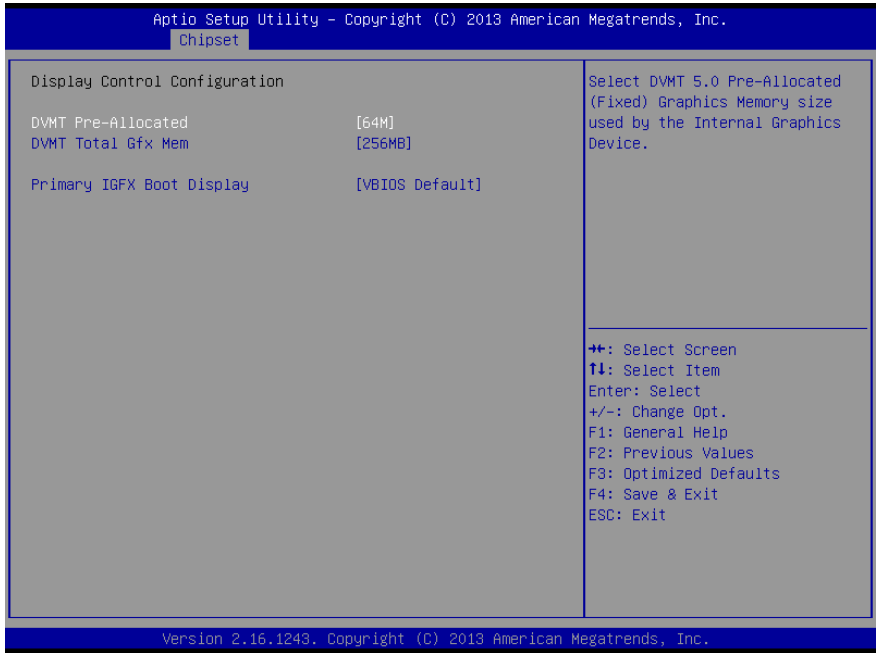 Aptio Setup Utility – Copyright (C) 2013 American Megatrends, Inc.
Chipset
Display Control Configuration
DVMT Pre-Allocated [64M]
DVMT Total Gfx Mem [256MB]
Primary IGFX Boot Display [VBIOS Default]
Select DVMT 5.0 Pre-Allocated
(Fixed) Graphics Memory size
used by the Internal Graphics
Device.
→←: Select Screen
↑↓: Select Item
Enter: Select
+/-: Change Opt.
F1: General Help
F2: Previous Values
F3: Optimized Defaults
F4: Save & Exit
ESC: Exit
Version 2.16.1243. Copyright (C) 2013 American Megatrends, Inc.